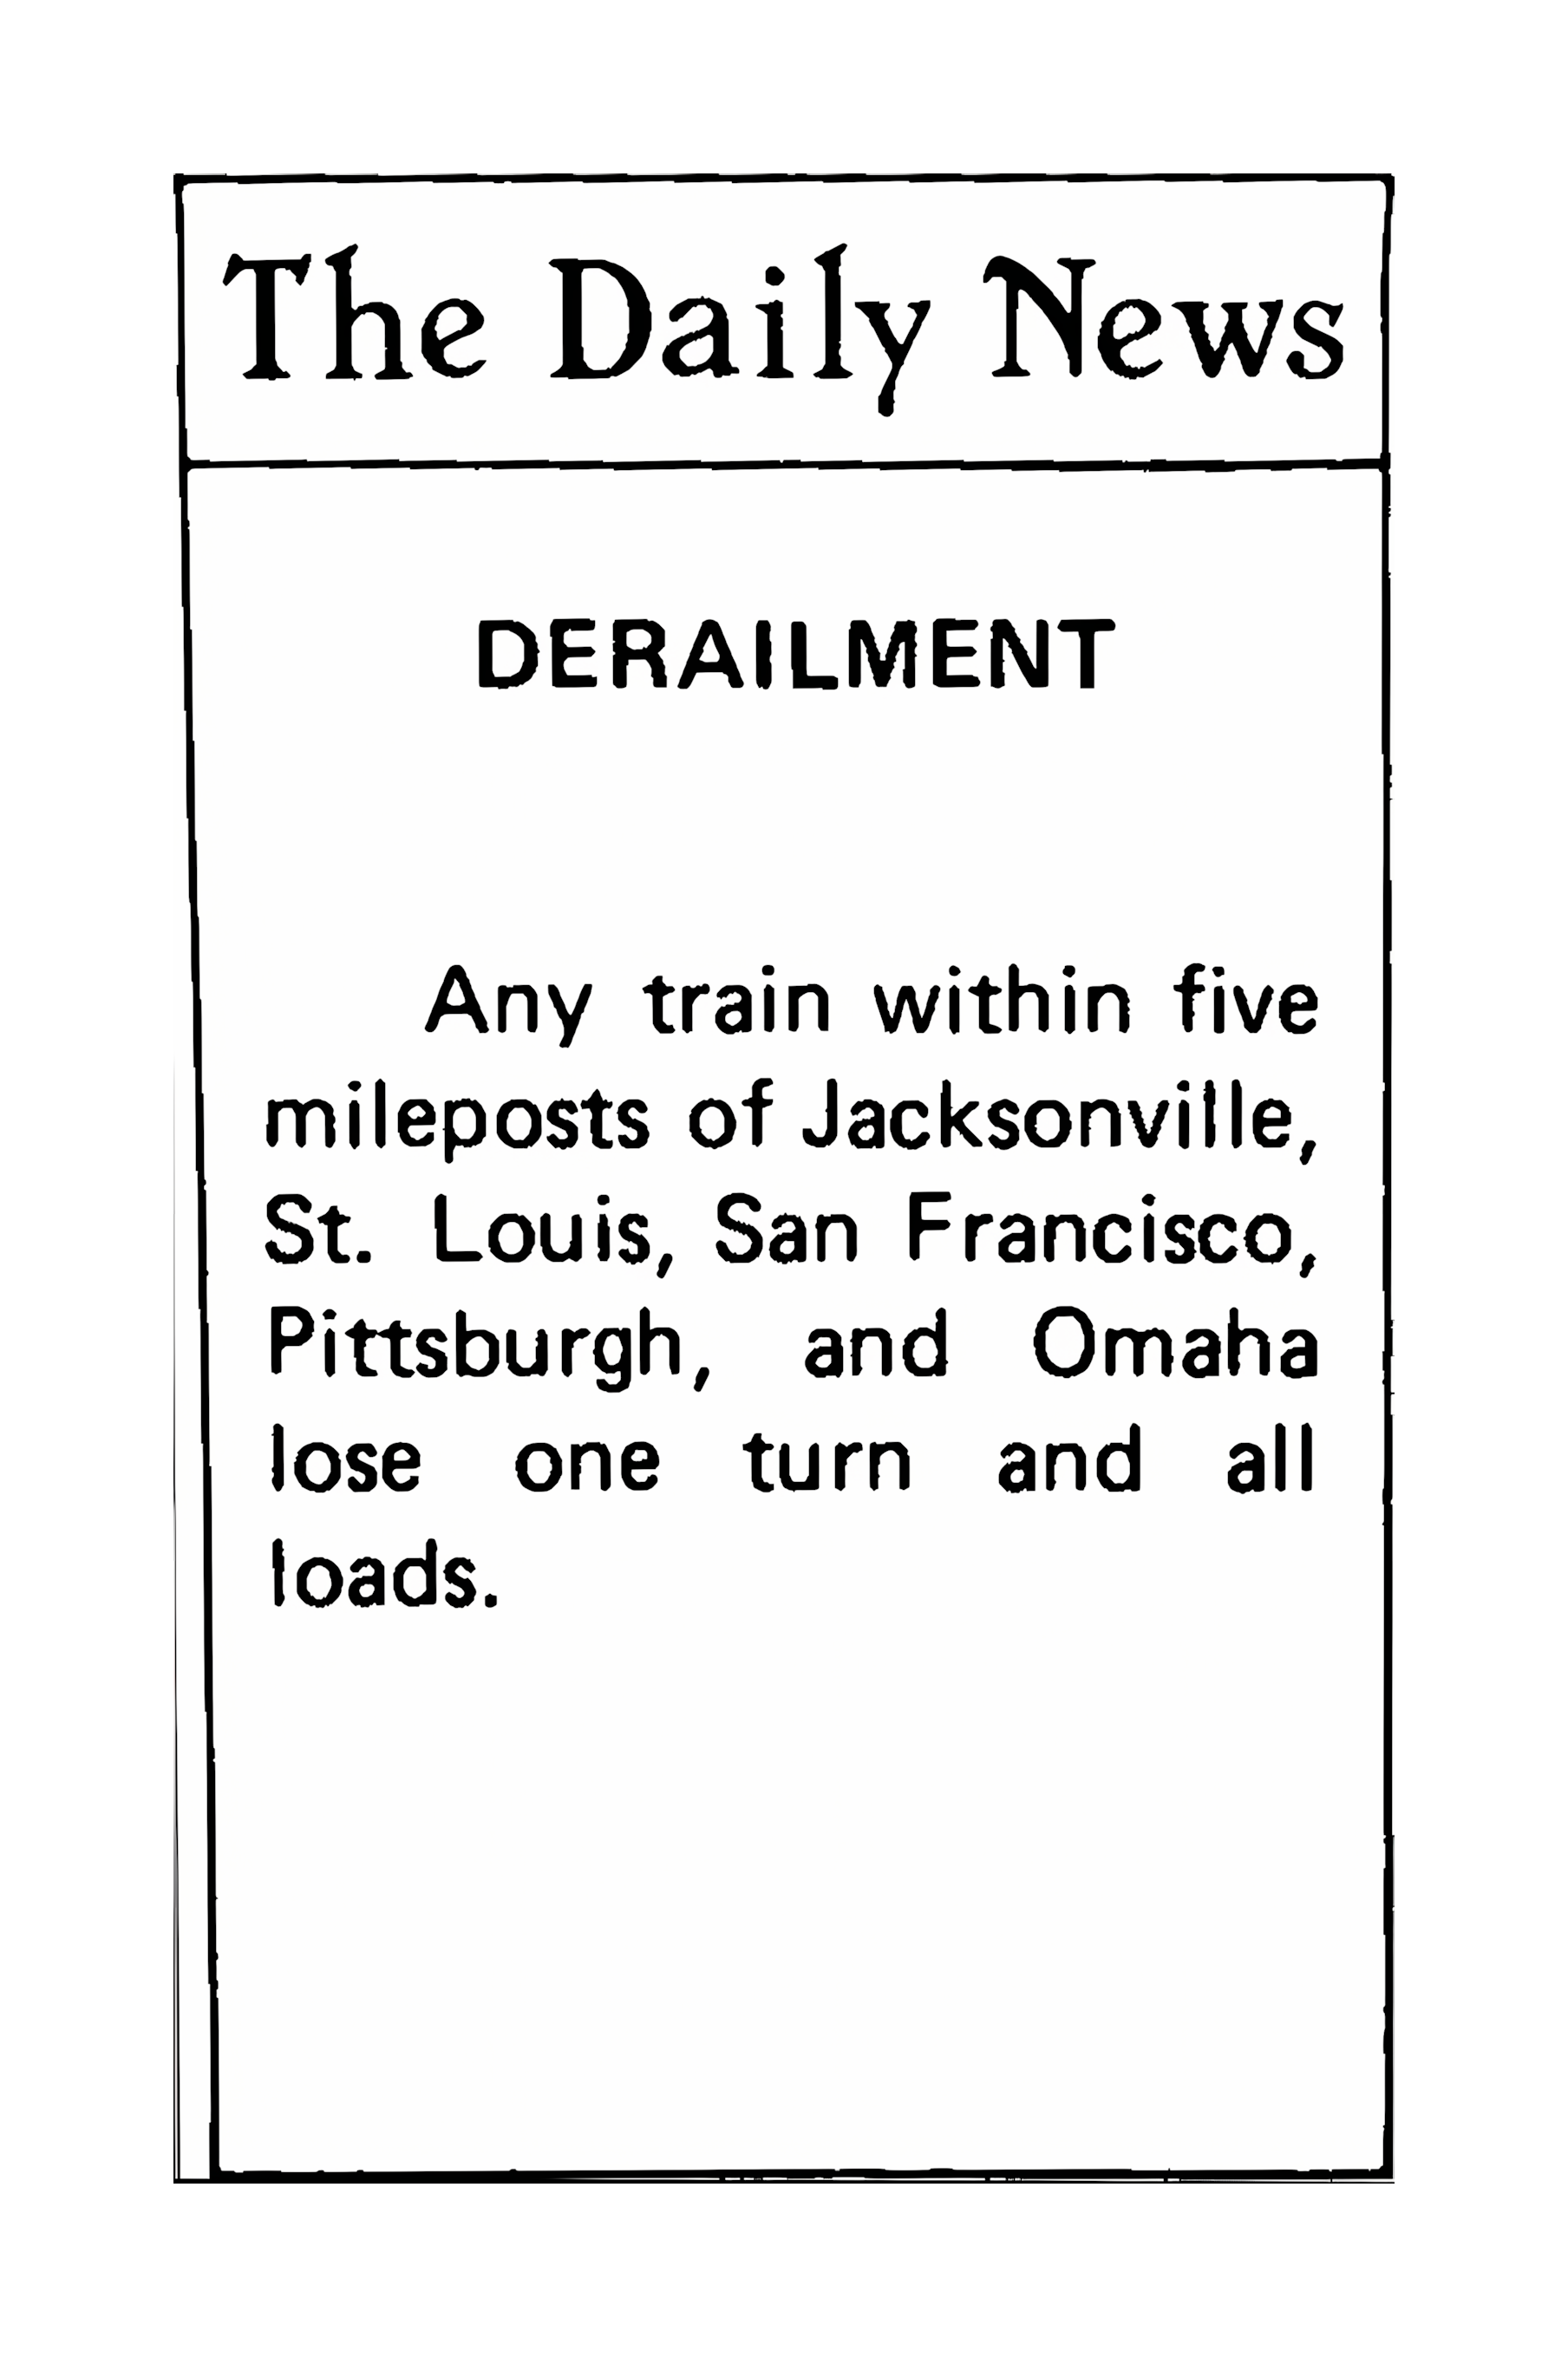 The Daily News
DERAILMENT
Any train within five
mileposts of Jacksonville,
St. Louis, San Francisco,
Pittsburgh, and Omaha
lose one turn and all
loads.